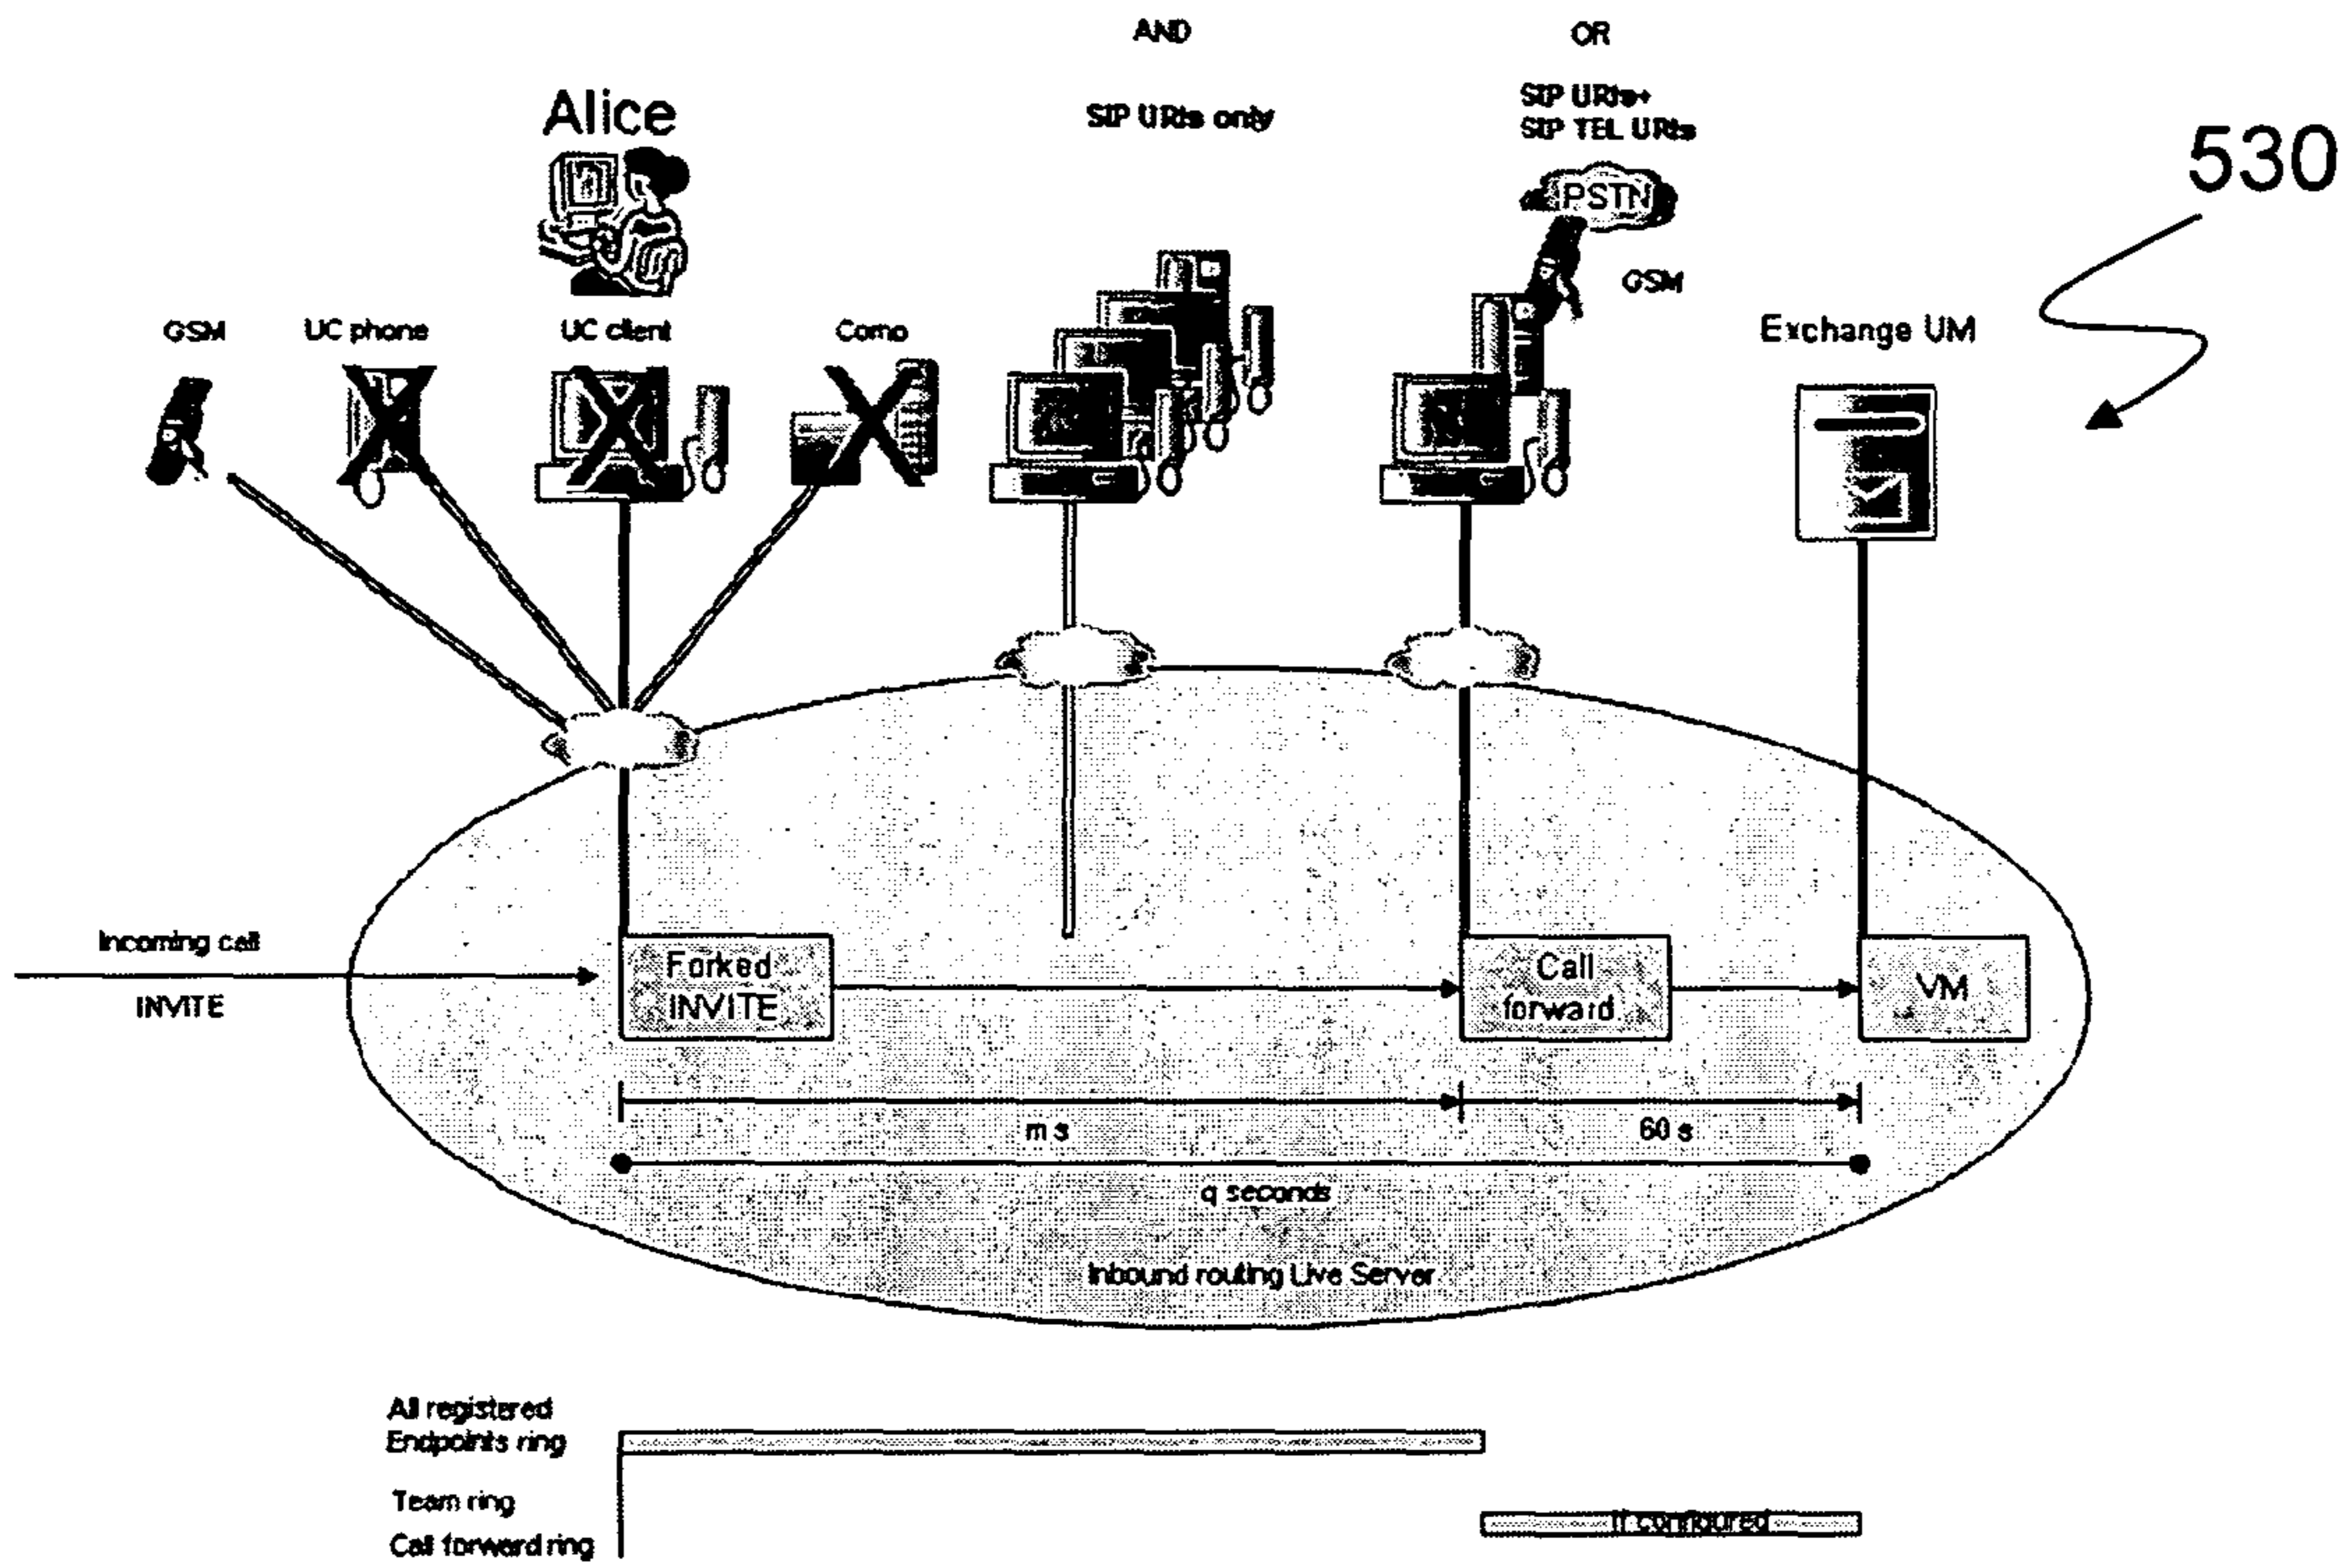 AND
OR
SIP URIs only
SIP URIs+
SIP TEL URIs
530
Alice
PSTN
GSM
GSM
UC phone
UC client
Como
Exchange UM
Incoming call
INVITE
Forked
INVITE
Call
forward
VM
m s
60 s
q seconds
Inbound routing Live Server
All registered
Endpoints ring
Team ring
If configured
Call forward ring